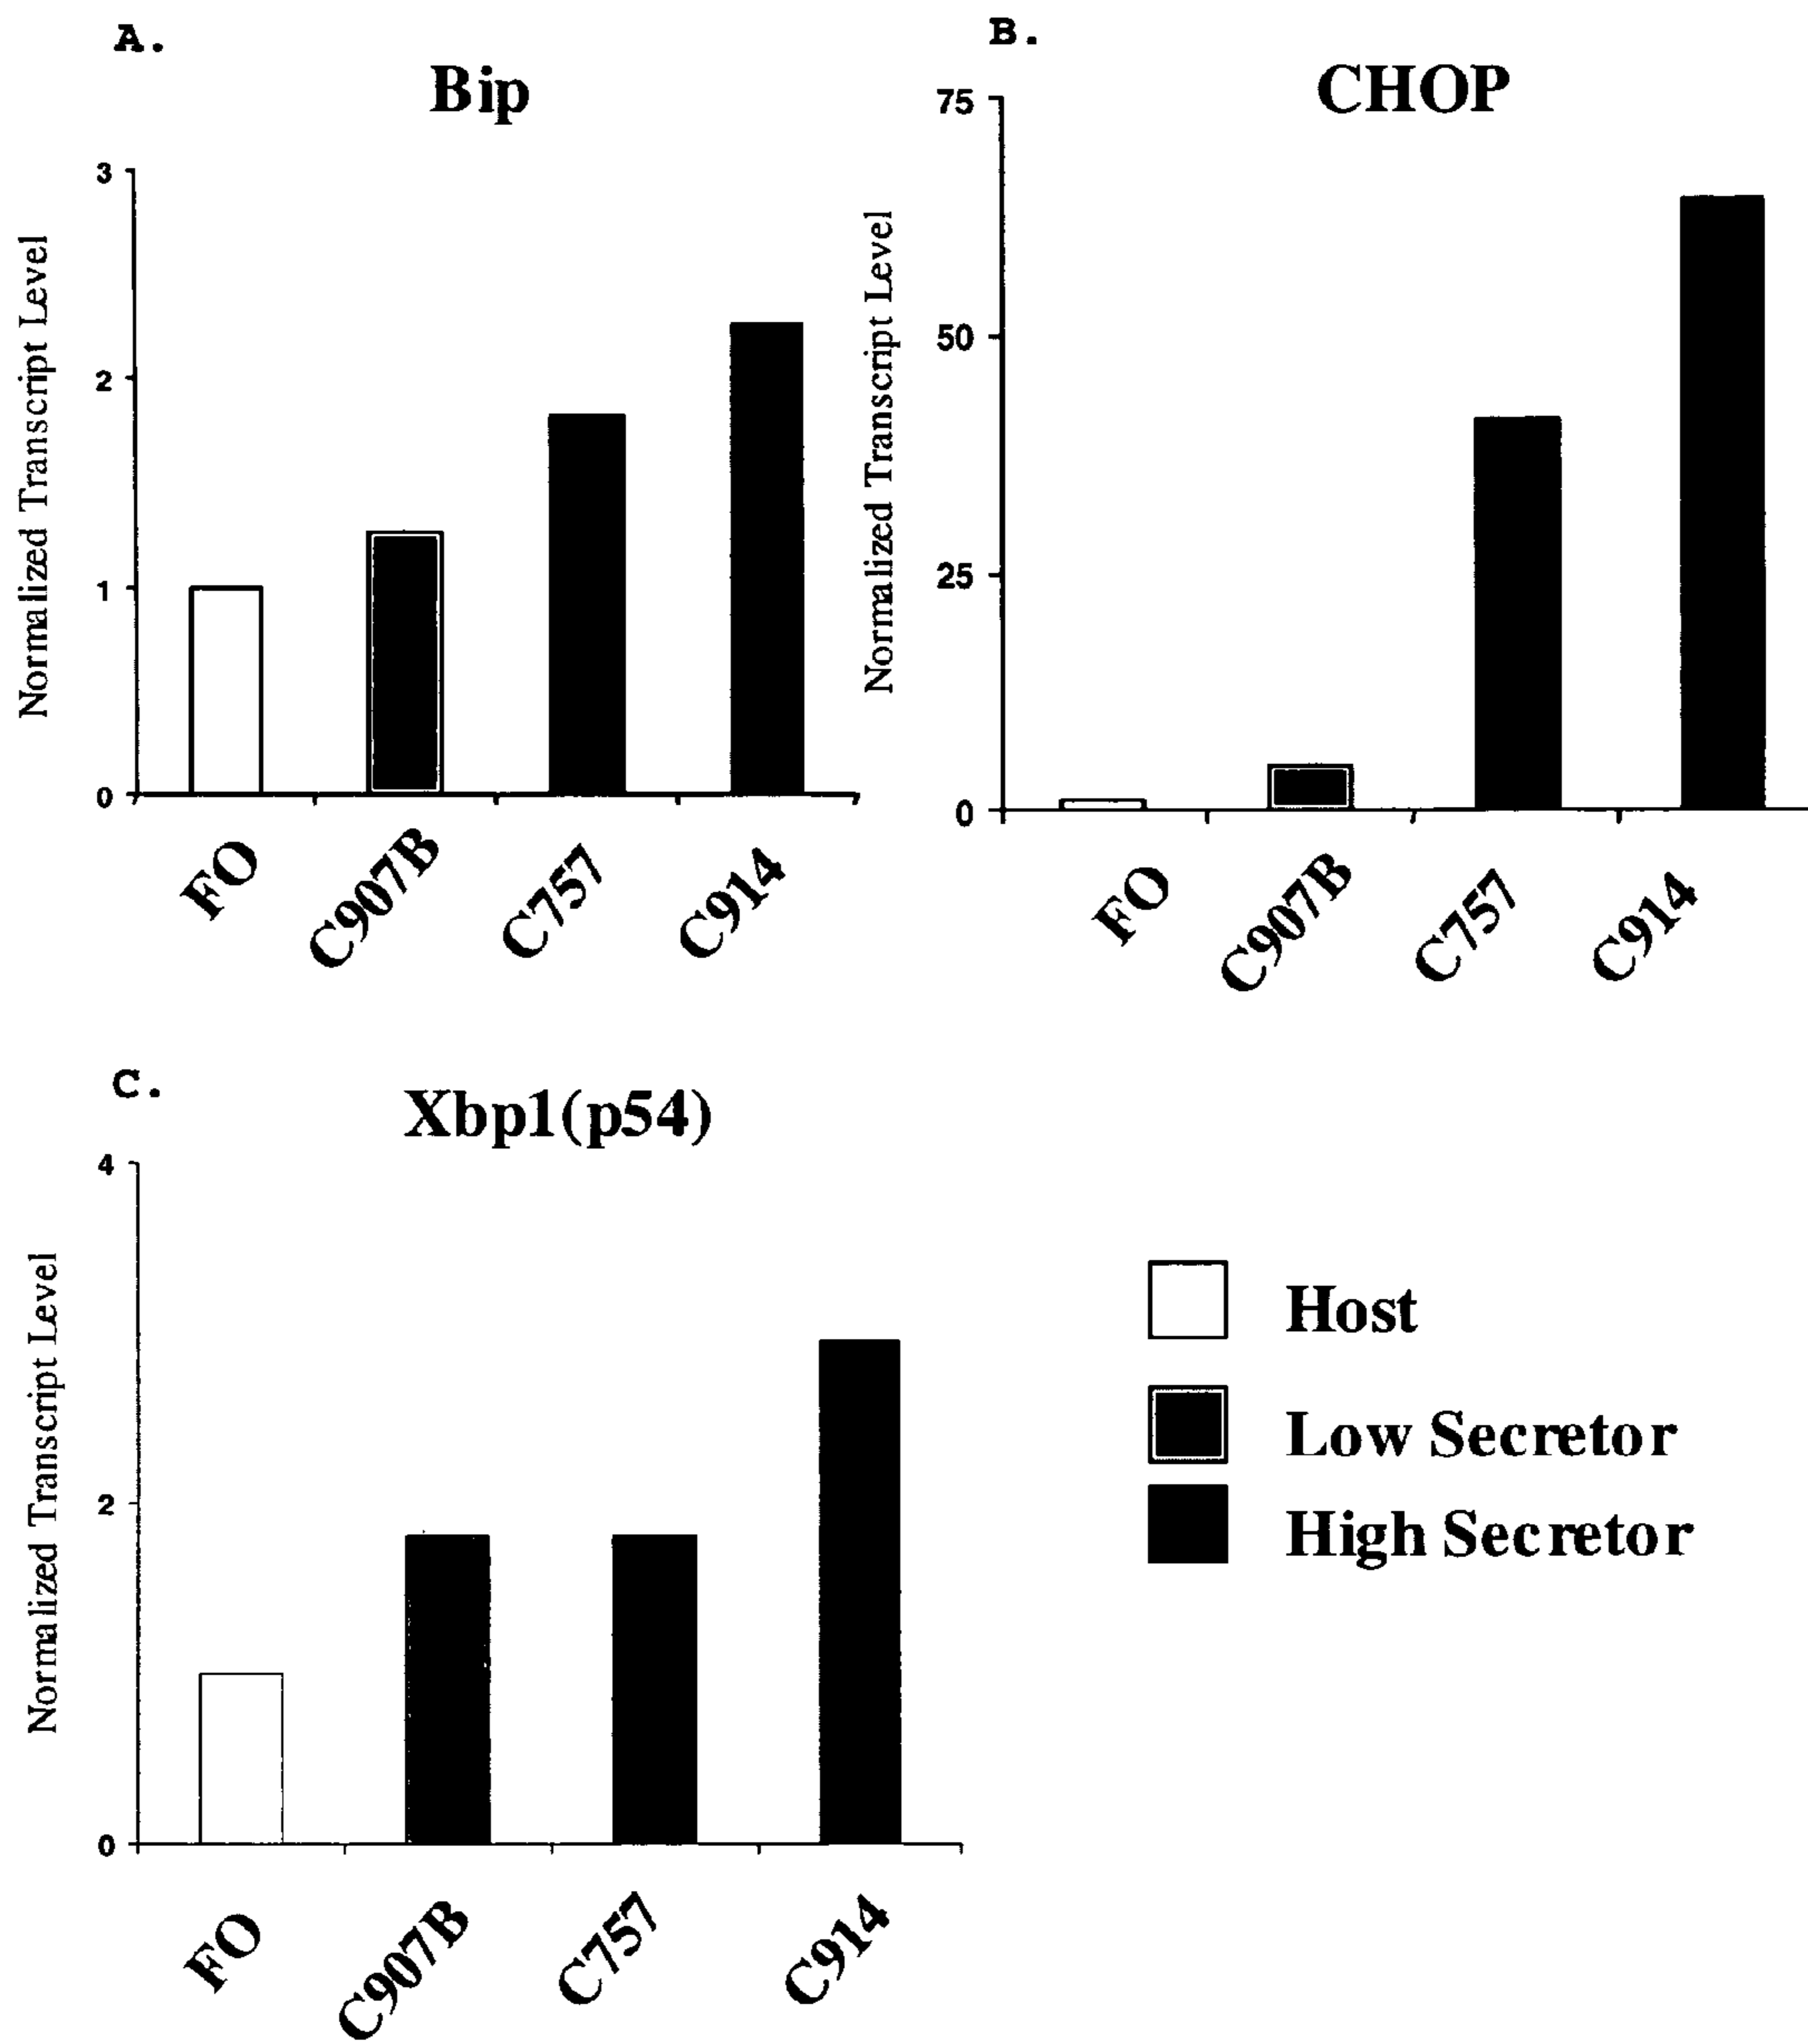 A.
Bip
Normalized Transcript Level
3
2
1
0
FO
C907B
C757
C914
B.
CHOP
Normalized Transcript Level
75
50
25
0
FO
C907B
C757
C914
C.
Xbp1(p54)
Normalized Transcript Level
4
2
0
FO
C907B
C757
C914
Host
Low Secretor
High Secretor